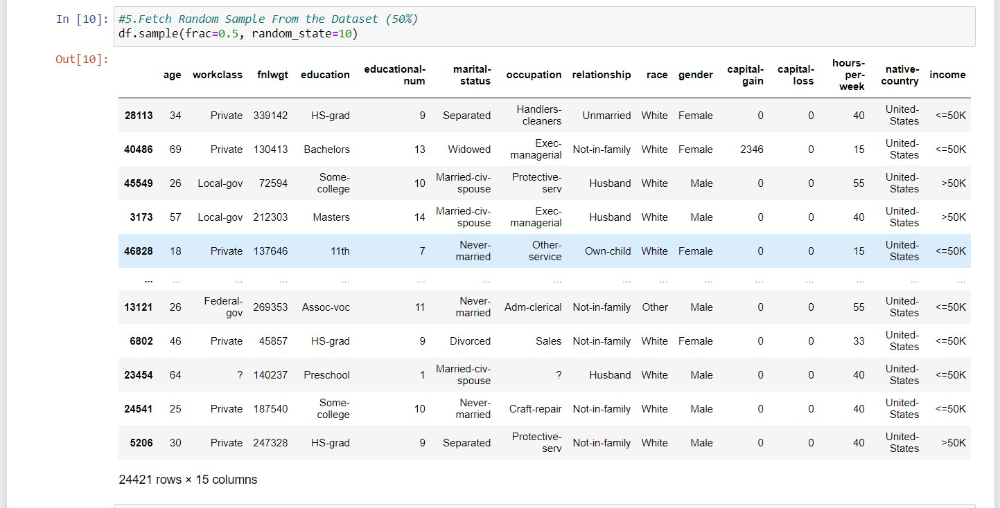 In [10]: #5.Fetch Random Sample From the Dataset (50%)
df.sample(frac=0.5, random_state=10)
Out[10]:
age workclass fnlwgt education educational-num marital-status occupation relationship race gender capital-gain capital-loss hours-per-week native-country income
28113 34 Private 339142 HS-grad 9 Separated Handlers-cleaners Unmarried White Female 0 0 40 United-States <=50K
40486 69 Private 130413 Bachelors 13 Widowed Exec-managerial Not-in-family White Female 2346 0 15 United-States <=50K
45549 26 Local-gov 72594 Some-college 10 Married-civ-spouse Protective-serv Husband White Male 0 0 55 United-States >50K
3173 57 Local-gov 212303 Masters 14 Married-civ-spouse Exec-managerial Husband White Male 0 0 40 United-States >50K
46828 18 Private 137646 11th 7 Never-married Other-service Own-child White Female 0 0 15 United-States <=50K
... ... ... ... ... ... ... ... ... ... ... ... ... ... ... ...
13121 26 Federal-gov 269353 Assoc-voc 11 Never-married Adm-clerical Not-in-family Other Male 0 0 55 United-States <=50K
6802 46 Private 45857 HS-grad 9 Divorced Sales Not-in-family White Female 0 0 33 United-States <=50K
23454 64 ? 140237 Preschool 1 Married-civ-spouse ? Husband White Male 0 0 40 United-States <=50K
24541 25 Private 187540 Some-college 10 Never-married Craft-repair Not-in-family White Male 0 0 40 United-States <=50K
5206 30 Private 247328 HS-grad 9 Separated Protective-serv Not-in-family White Male 0 0 40 United-States >50K
24421 rows × 15 columns